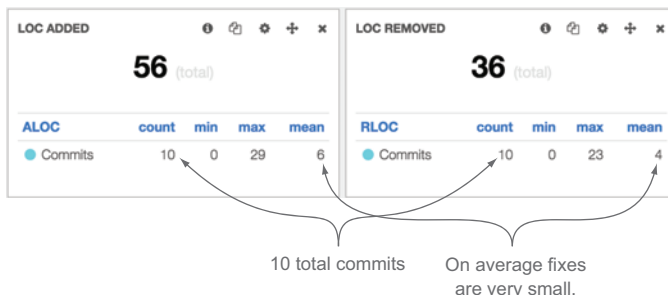 LOC ADDED
56 (total)
ALOC count min max mean
Commits 10 0 29 6
LOC REMOVED
36 (total)
RLOC count min max mean
Commits 10 0 23 4
10 total commits
On average fixes
are very small.